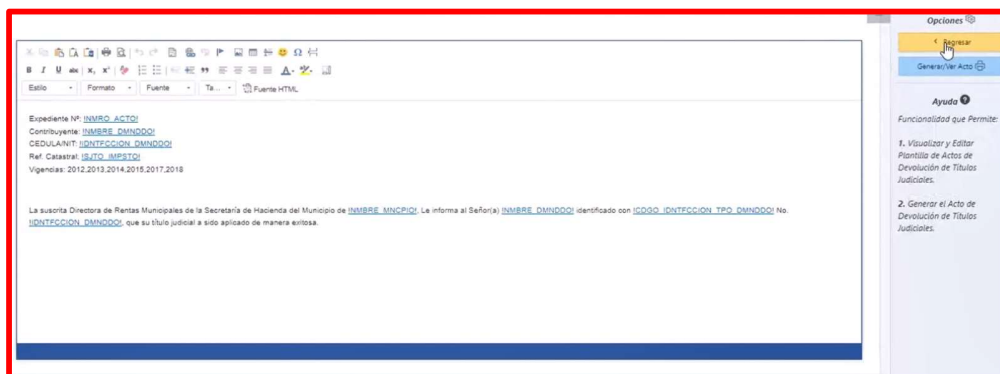 Opciones
Regresar
Generar/Ver Acto
Estilo
Formato
Fuente
Ta...
Fuente HTML
Expediente Nº: !NMRO_ACTO!
Contribuyente: !NMBRE_DMNDDO!
CEDULA/NIT: !IDNTFCCION_DMNDDO!
Ref. Catastral: !SJTO_IMPSTO!
Vigencias: 2012,2013,2014,2015,2017,2018
La suscrita Directora de Rentas Municipales de la Secretaría de Hacienda del Municipio de !NMBRE_MNCPIO!, Le informa al Señor(a) !NMBRE_DMNDDO! identificado con !CDGO_IDNTFCCION_TPO_DMNDDO! No.
!IDNTFCCION_DMNDDO!, que su título judicial a sido aplicado de manera exitosa.
Ayuda
Funcionalidad que Permite:
1. Visualizar y Editar
Plantilla de Actos de
Devolución de Títulos
Judiciales.
2. Generar el Acto de
Devolución de Títulos
Judiciales.